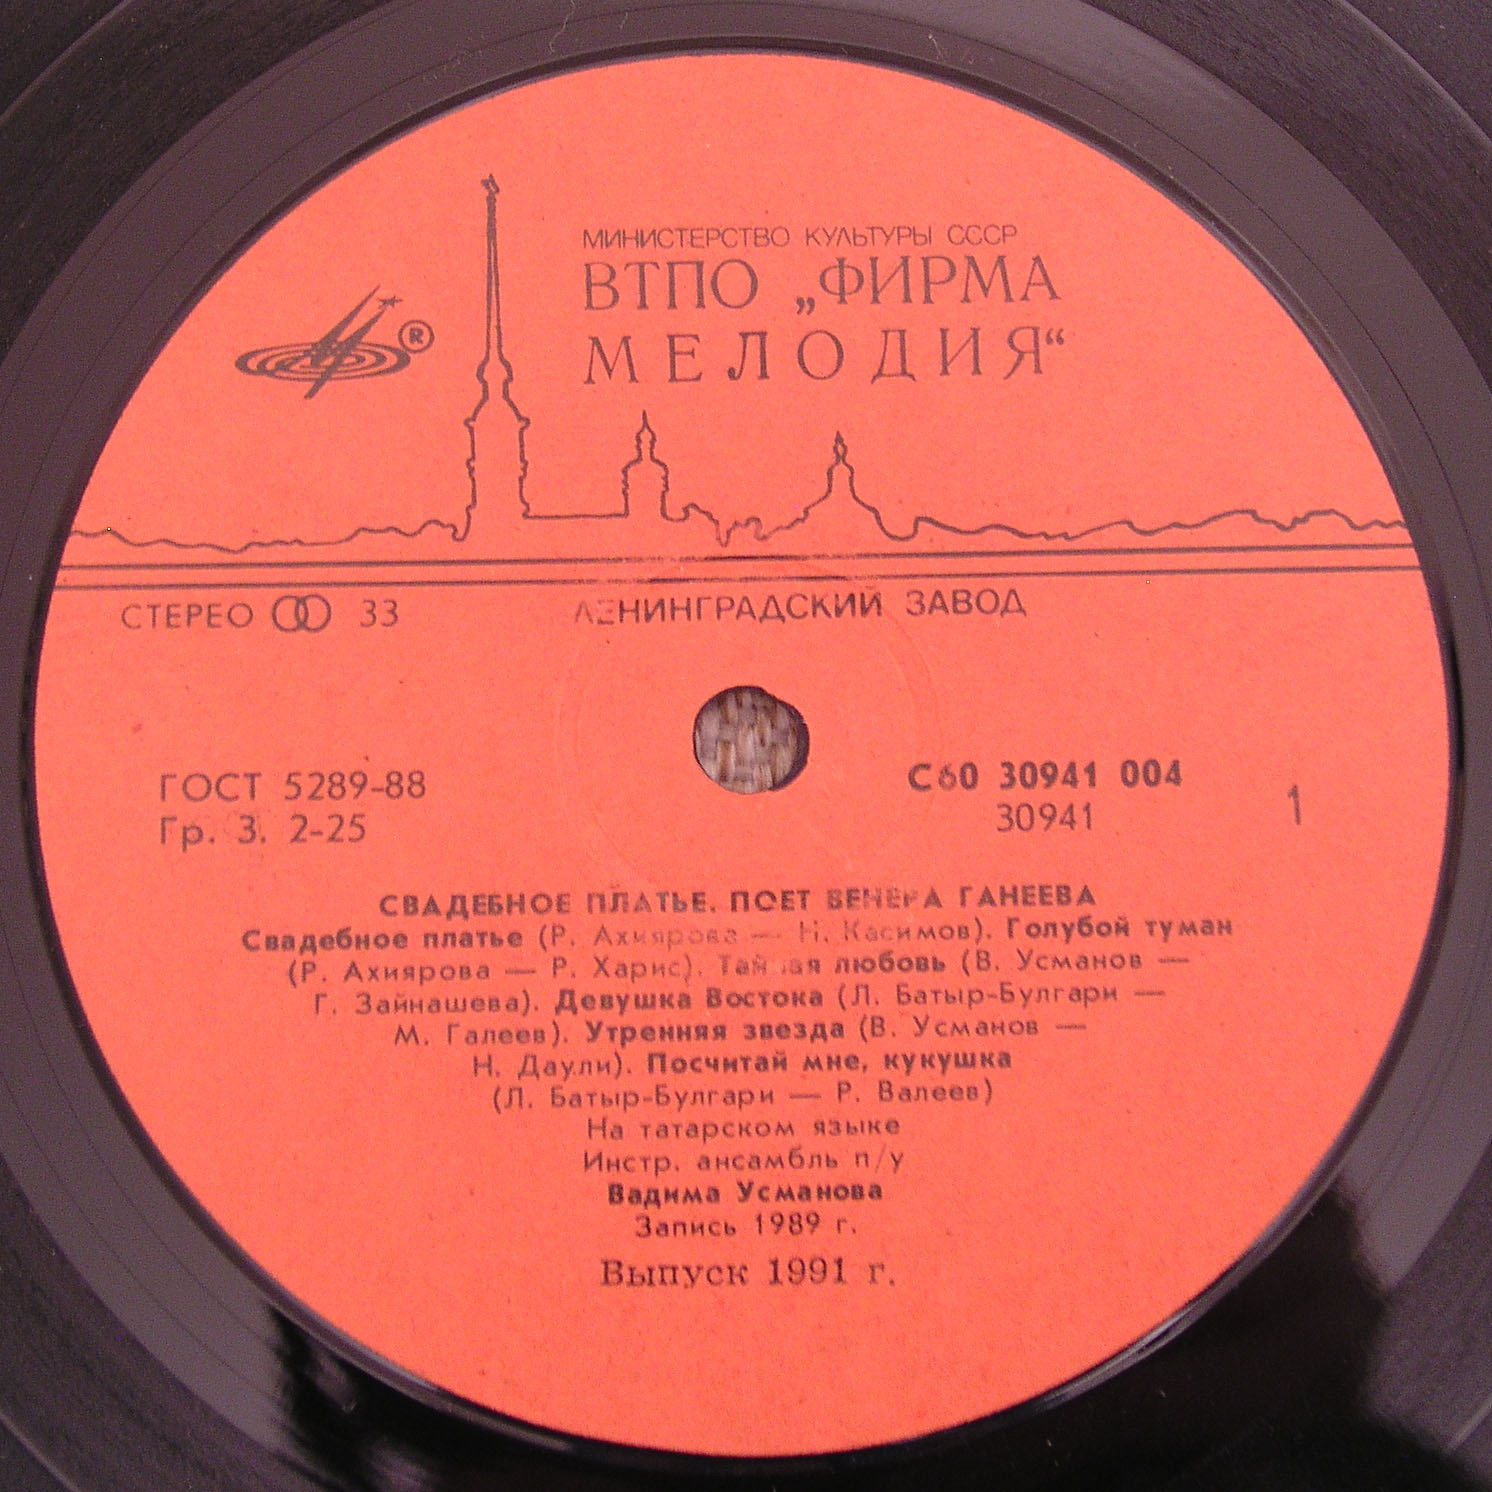 МИНИСТЕРСТВО КУЛЬТУРЫ СССР
ВТПО „ФИРМА
МЕЛОДИЯ“
®
СТЕРЕО 33
ЛЕНИНГРАДСКИЙ ЗАВОД
ГОСТ 5289-88
Гр. 3. 2-25
С60 30941 004
30941
1
СВАДЕБНОЕ ПЛАТЬЕ. ПОЕТ ВЕНЕРА ГАНЕЕВА
Свадебное платье (Р. Ахиярова — Н. Касимов). Голубой туман
(Р. Ахиярова — Р. Харис). Тайная любовь (В. Усманов —
Г. Зайнашева). Девушка Востока (Л. Батыр-Булгари —
М. Галеев). Утренняя звезда (В. Усманов —
Н. Даули). Посчитай мне, кукушка
(Л. Батыр-Булгари — Р. Валеев)
На татарском языке
Инстр. ансамбль п/у
Вадима Усманова
Запись 1989 г.
Выпуск 1991 г.